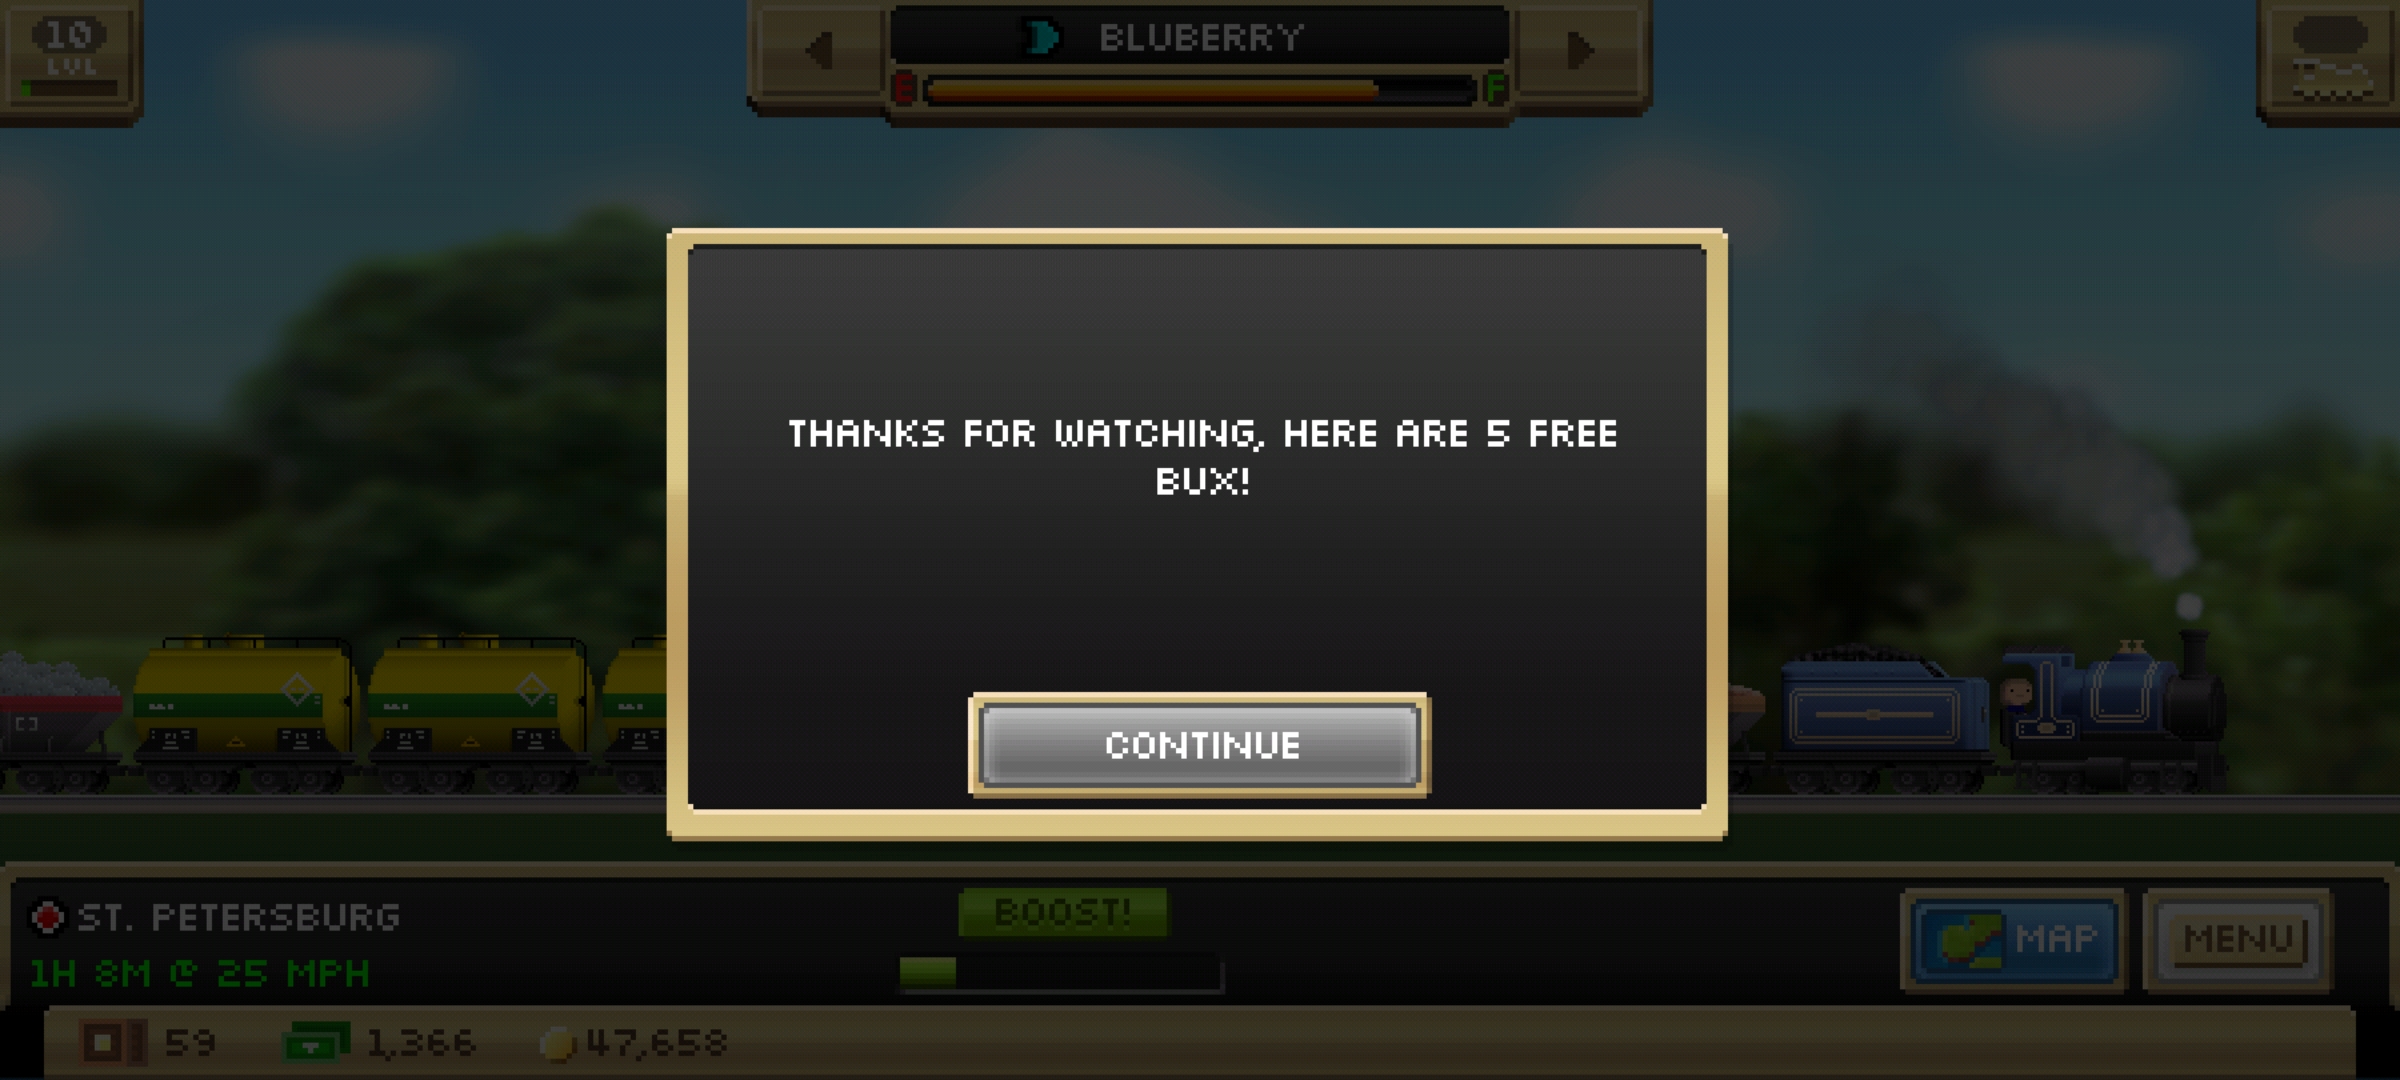 10
LVL
BLUBERRY
E F
THANKS FOR WATCHING, HERE ARE 5 FREE
BUX!
CONTINUE
ST. PETERSBURG
1H 8M @ 25 MPH
BOOST!
MAP
MENU
59
1,366
47,658